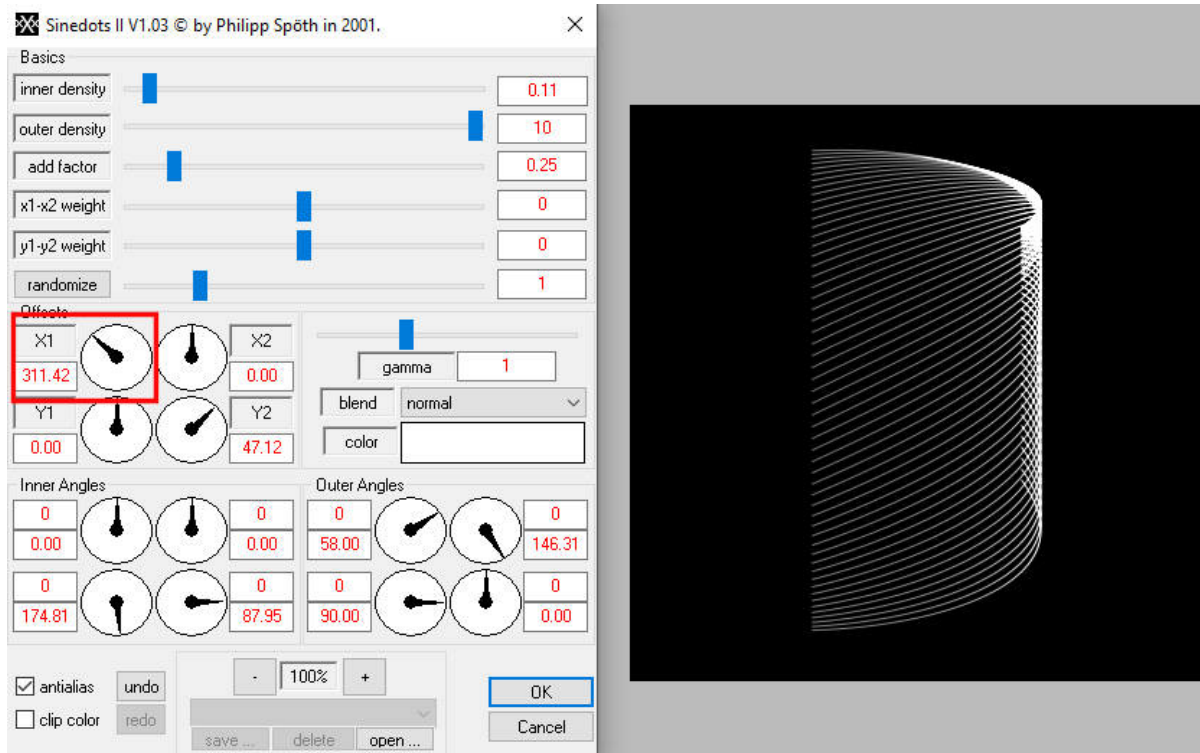 Sinedots II V1.03 © by Philipp Spöth in 2001.
Basics
inner density 0.11
outer density 10
add factor 0.25
x1-x2 weight 0
y1-y2 weight 0
randomize 1
Offsets
X1 X2
311.42 0.00
gamma 1
Y1 Y2
blend normal
0.00 47.12
color
Inner Angles Outer Angles
0 0 0 0
0.00 0.00 58.00 146.31
0 0 0 0
174.81 87.95 90.00 0.00
antialias undo - 100% + OK
clip color redo Cancel
save ... delete open ...